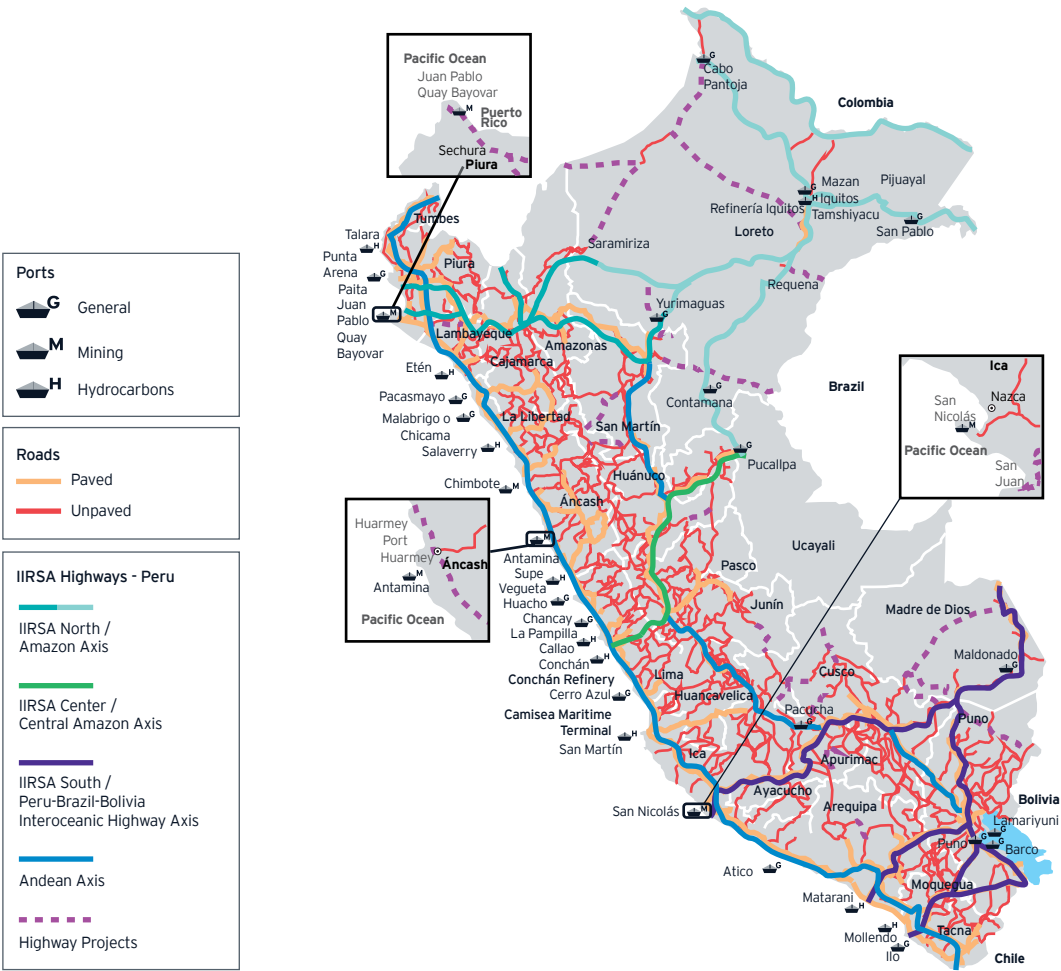 Pacific Ocean
Juan Pablo
Quay Bayovar
M
Puerto
Rico
Sechura
Piura
G
Cabo
Pantoja
Colombia
Mazan
G
Iquitos
H
Refinería Iquitos
Tamshiyacu
Pijuayal
G
San Pablo
Loreto
Tumbes
Talara
H
Punta
Arena
G
Paita
Juan
Pablo
M
Quay
Bayovar
Piura
Saramiriza
Requena
Yurimaguas
G
Lambayeque
Amazonas
Cajamarca
Etén
H
Pacasmayo
G
Malabrigo o
G
Chicama
Salaverry
H
La Libertad
San Martín
Contamana
G
Brazil
Pucallpa
G
Huánuco
Chimbote
M
Áncash
Ica
Nazca
San
Nicolás
M
Pacific Ocean
San
Juan
Huarmey
Port
Huarmey
Áncash
M
Antamina
Pacific Ocean
M
Antamina
Supe
H
Vegueta
Huacho
G
Chancay
G
La Pampilla
H
Callao
Conchán
H
Conchán Refinery
Cerro Azul
G
Camisea Maritime
Terminal
H
San Martín
Ucayali
Pasco
Junín
Madre de Dios
Maldonado
G
Lima
Huancavelica
Cusco
Pacucha
G
Puno
Ica
Apurimac
Ayacucho
San Nicolás
M
Arequipa
Bolivia
Lamariyuni
G
Puno
G
G
Barco
Atico
G
Matarani
H
Moquegua
Mollendo
H
Ilo
G
Tacna
Chile
Ports
G
General
M
Mining
H
Hydrocarbons
Roads
Paved
Unpaved
IIRSA Highways - Peru
IIRSA North /
Amazon Axis
IIRSA Center /
Central Amazon Axis
IIRSA South /
Peru-Brazil-Bolivia
Interoceanic Highway Axis
Andean Axis
Highway Projects